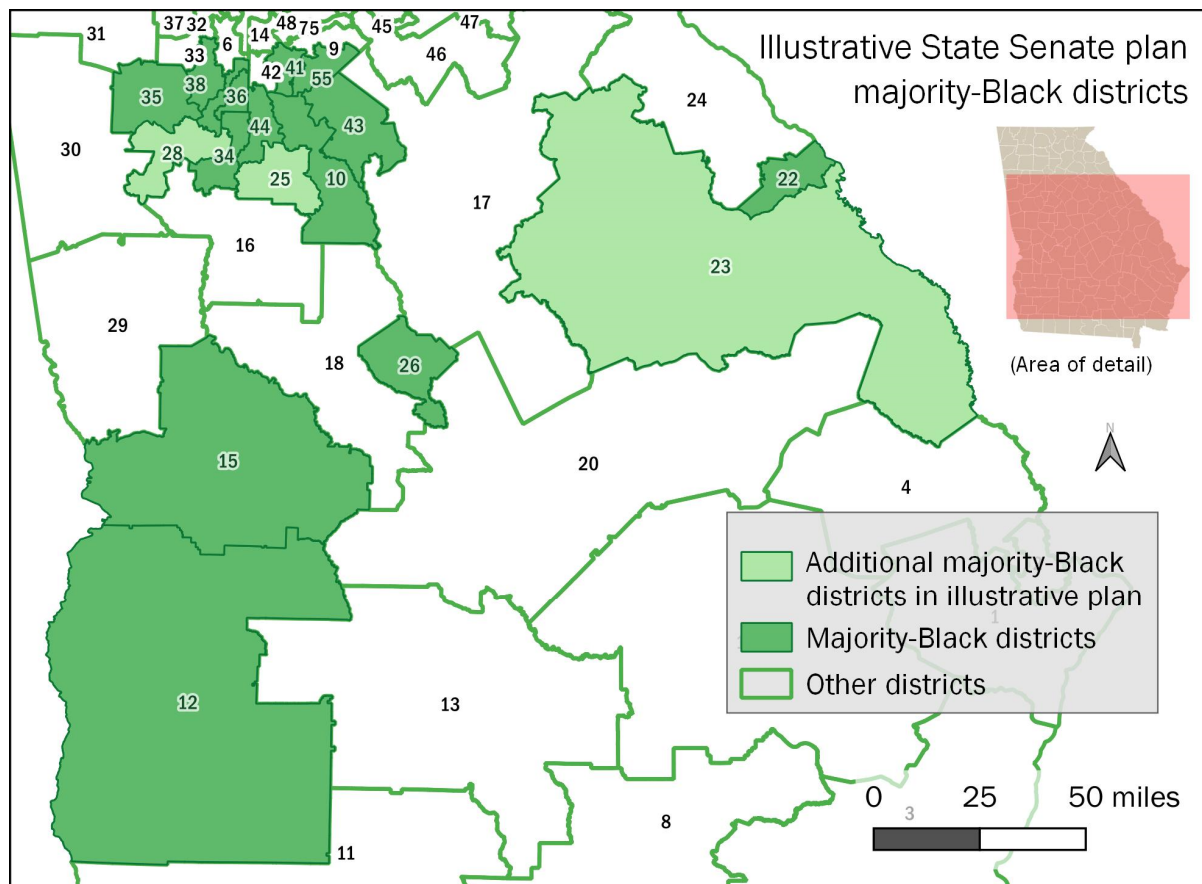 Illustrative State Senate plan
majority-Black districts
37 32 48 75 45 47
31 6 14 9 46
33 42 41 55
38 24
35 36
44 43
30 28 34 22
25 10
17
16
23
29 18 26
(Area of detail)
N
15 20
4
Additional majority-Black
districts in illustrative plan
1
Majority-Black districts
Other districts
12 13
0 25 50 miles
3
8
11